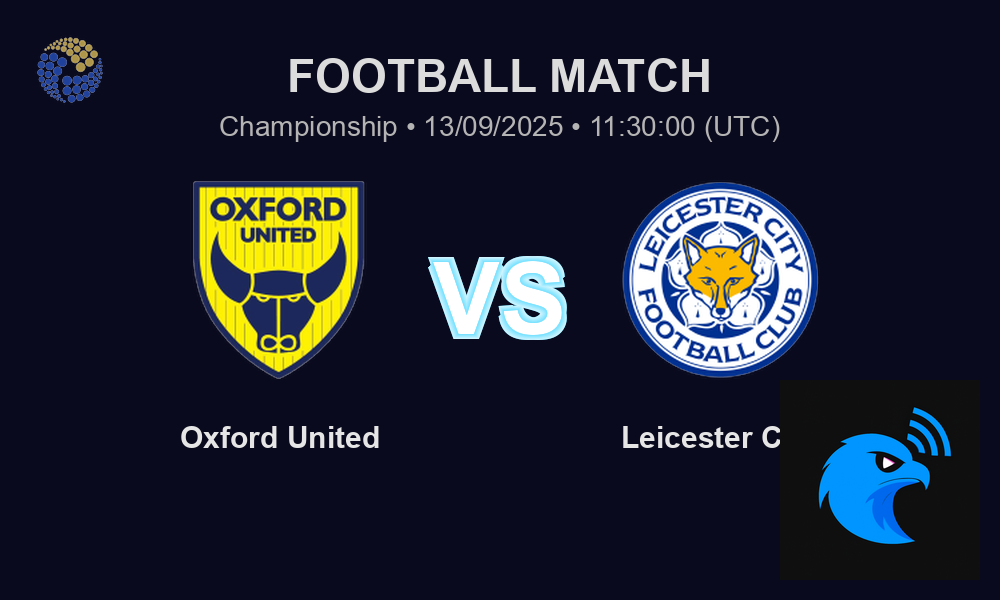 FOOTBALL MATCH
Championship • 13/09/2025 • 11:30:00 (UTC)
OXFORD
UNITED
LEICESTER CITY
FOOTBALL CLUB
VS
Oxford United
Leicester C